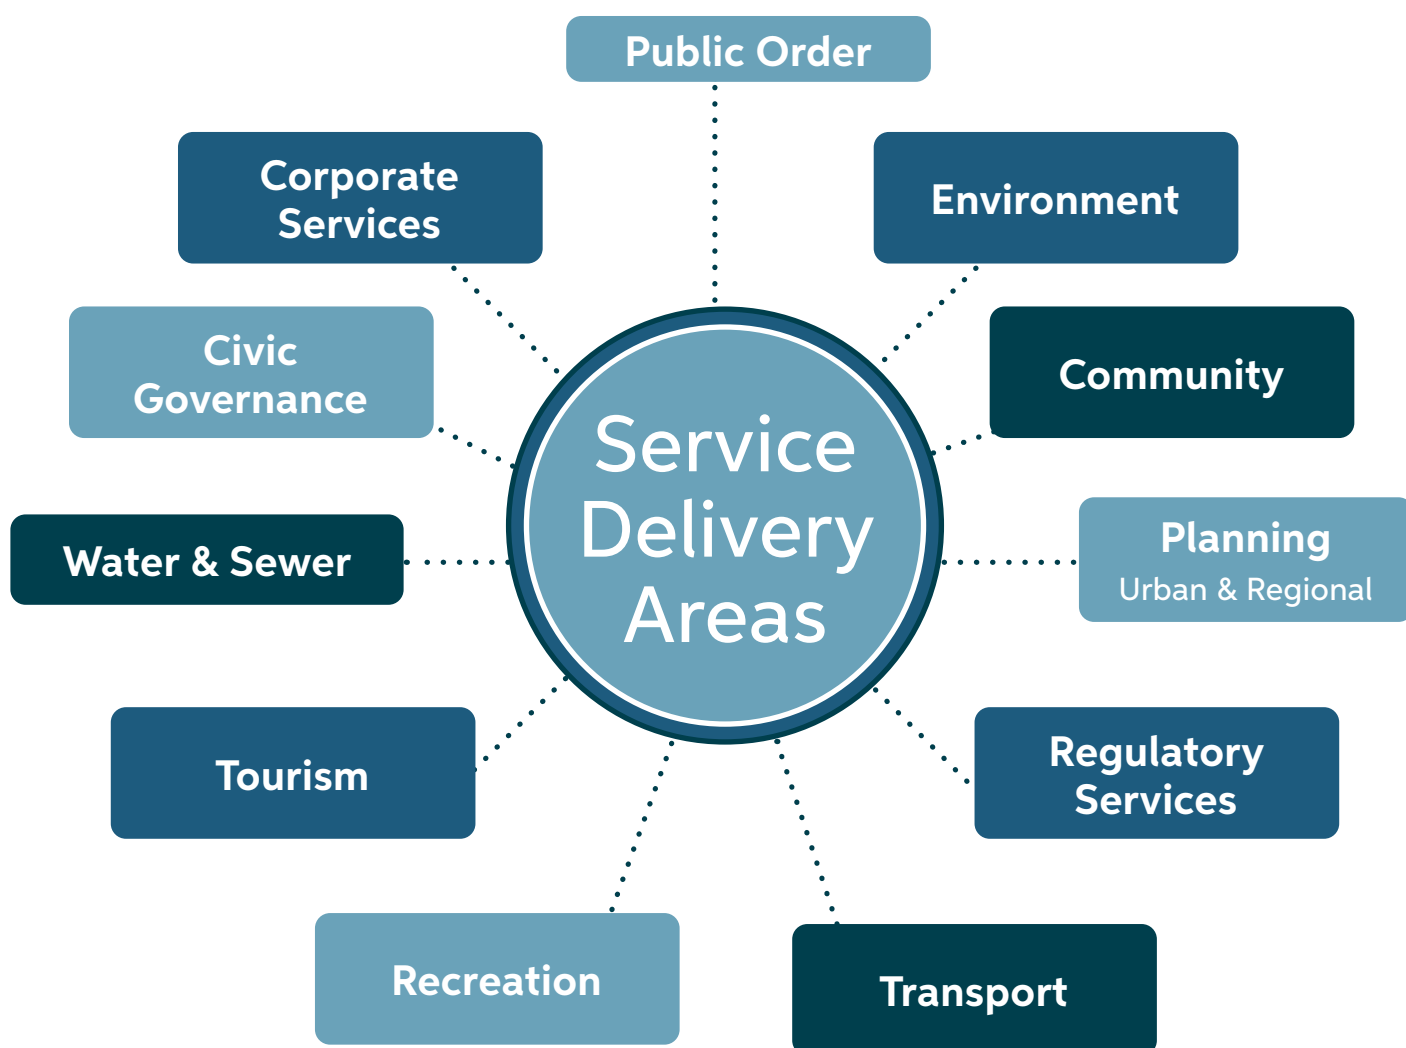 Public Order
Corporate
Services
Environment
Civic
Governance
Community
Service
Delivery
Areas
Water & Sewer
Planning
Urban & Regional
Tourism
Regulatory
Services
Recreation
Transport